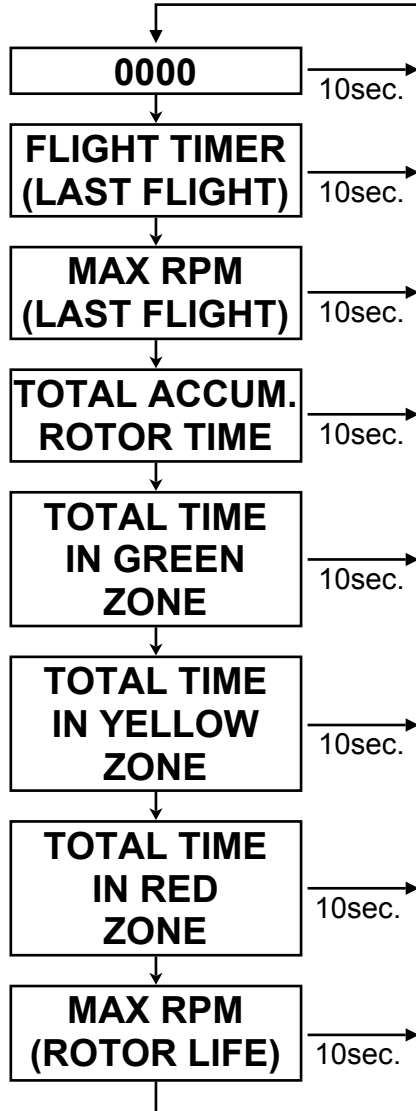 0000
10sec.
FLIGHT TIMER
(LAST FLIGHT)
10sec.
MAX RPM
(LAST FLIGHT)
10sec.
TOTAL ACCUM.
ROTOR TIME
10sec.
TOTAL TIME
IN GREEN
ZONE
10sec.
TOTAL TIME
IN YELLOW
ZONE
10sec.
TOTAL TIME
IN RED
ZONE
10sec.
MAX RPM
(ROTOR LIFE)
10sec.